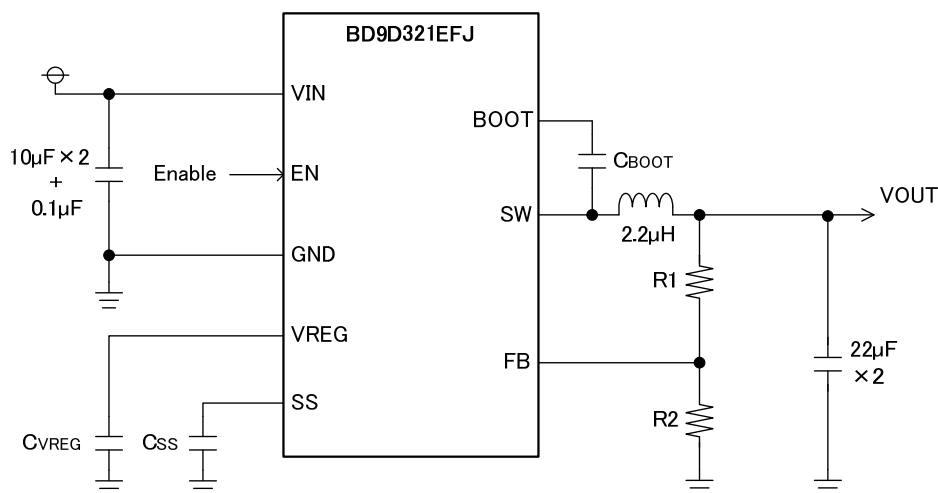 BD9D321EFJ
VIN
BOOT
10µF × 2
+
0.1µF
Enable
EN
CBOOT
SW
VOUT
2.2µH
GND
R1
VREG
FB
22µF
×2
SS
R2
CVREG
CSS